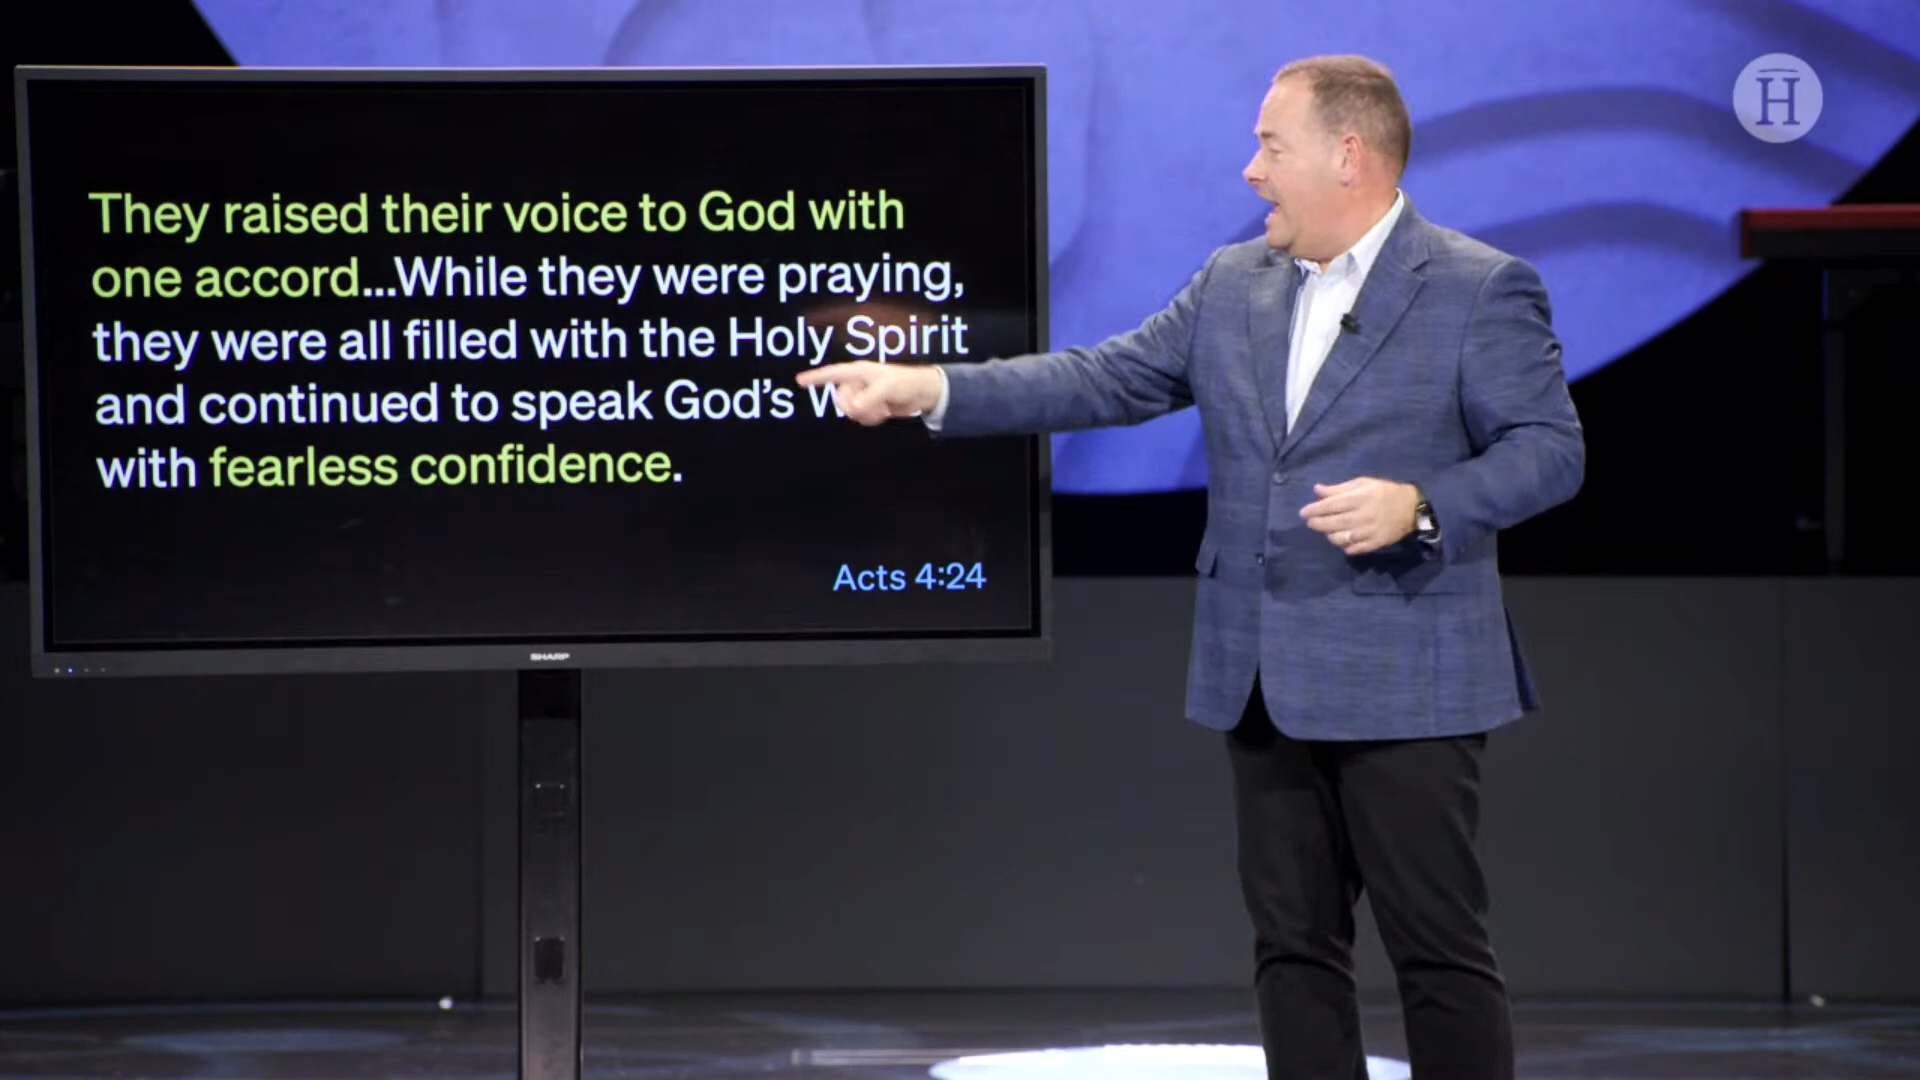 They raised their voice to God with
one accord...While they were praying,
they were all filled with the Holy Spirit
and continued to speak God's
with fearless confidence.
Acts 4:24
SHARP
H